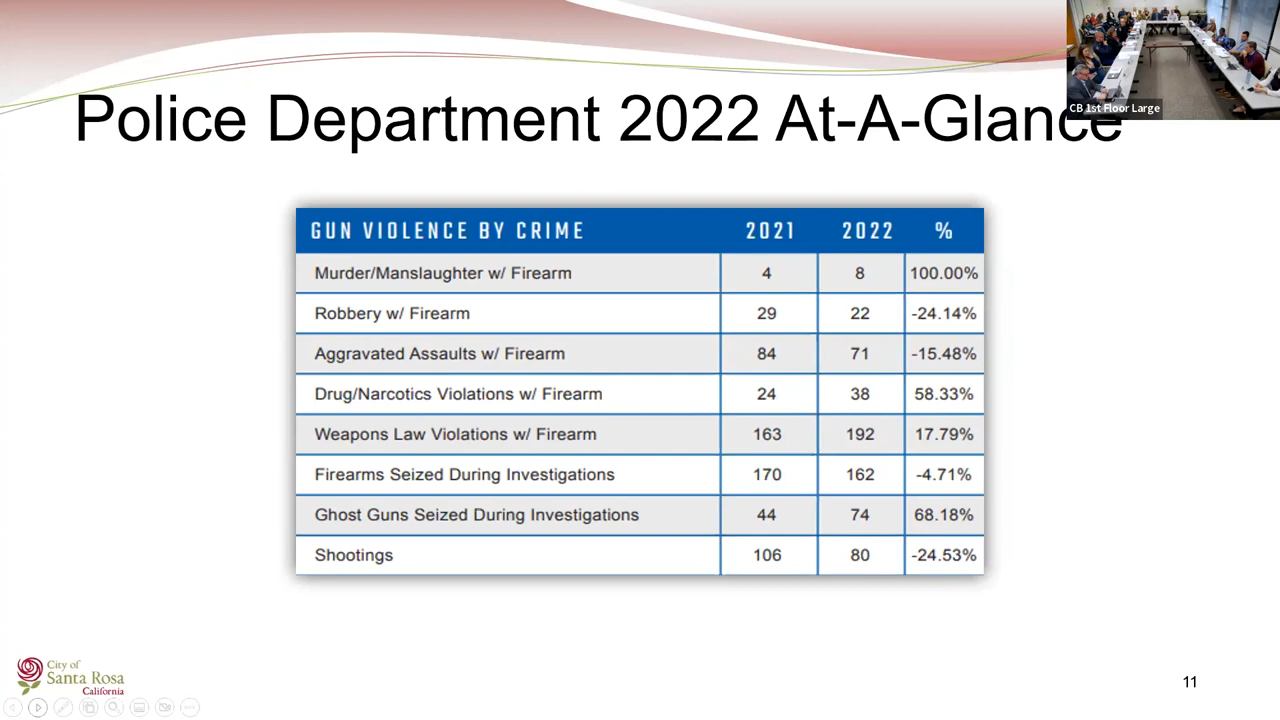 CB 1st Floor Large
Police Department 2022 At-A-Glance
GUN VIOLENCE BY CRIME 2021 2022 %
Murder/Manslaughter w/ Firearm 4 8 100.00%
Robbery w/ Firearm 29 22 -24.14%
Aggravated Assaults w/ Firearm 84 71 -15.48%
Drug/Narcotics Violations w/ Firearm 24 38 58.33%
Weapons Law Violations w/ Firearm 163 192 17.79%
Firearms Seized During Investigations 170 162 -4.71%
Ghost Guns Seized During Investigations 44 74 68.18%
Shootings 106 80 -24.53%
City of
Santa Rosa
California
11